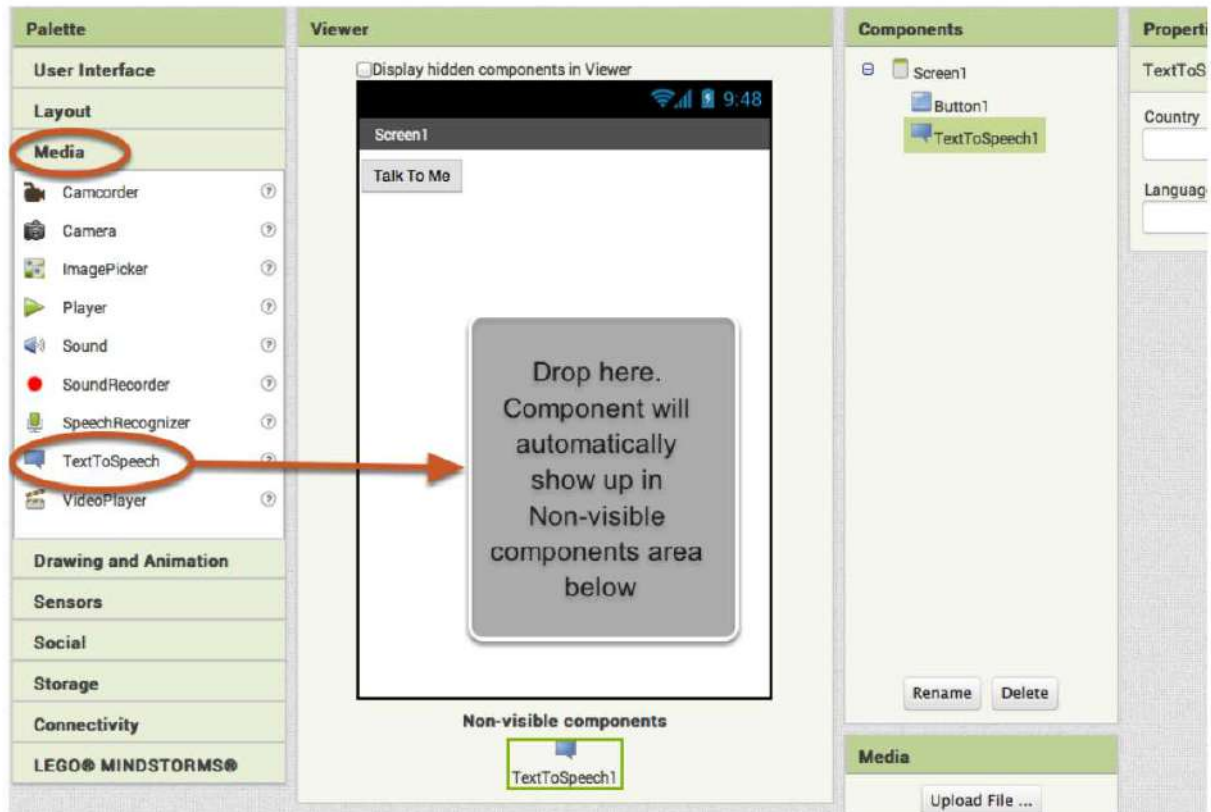 Palette
User Interface
Layout
Media
Camcorder
Camera
ImagePicker
Player
Sound
SoundRecorder
SpeechRecognizer
TextToSpeech
VideoPlayer
Drawing and Animation
Sensors
Social
Storage
Connectivity
LEGO® MINDSTORMS®
Viewer
Display hidden components in Viewer
9:48
Screen1
Talk To Me
Drop here.
Component will
automatically
show up in
Non-visible
components area
below
Non-visible components
TextToSpeech1
Components
Screen1
Button1
TextToSpeech1
Rename Delete
Media
Upload File ...
Properti
TextToS
Country
Languag